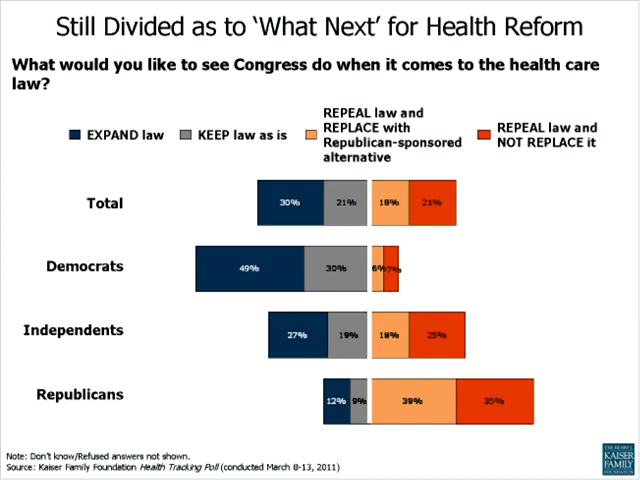 Still Divided as to ‘What Next’ for Health Reform
What would you like to see Congress do when it comes to the health care
law?
EXPAND law
KEEP law as is
REPEAL law and
REPLACE with
Republican-sponsored
alternative
REPEAL law and
NOT REPLACE it
Total
30%
21%
18%
21%
Democrats
49%
30%
6%
7%
Independents
27%
19%
18%
25%
Republicans
12%
9%
39%
35%
Note: Don’t know/Refused answers not shown.
Source: Kaiser Family Foundation Health Tracking Poll (conducted March 8-13, 2011)
THE HENRY J.
KAISER
FAMILY
FOUNDATION